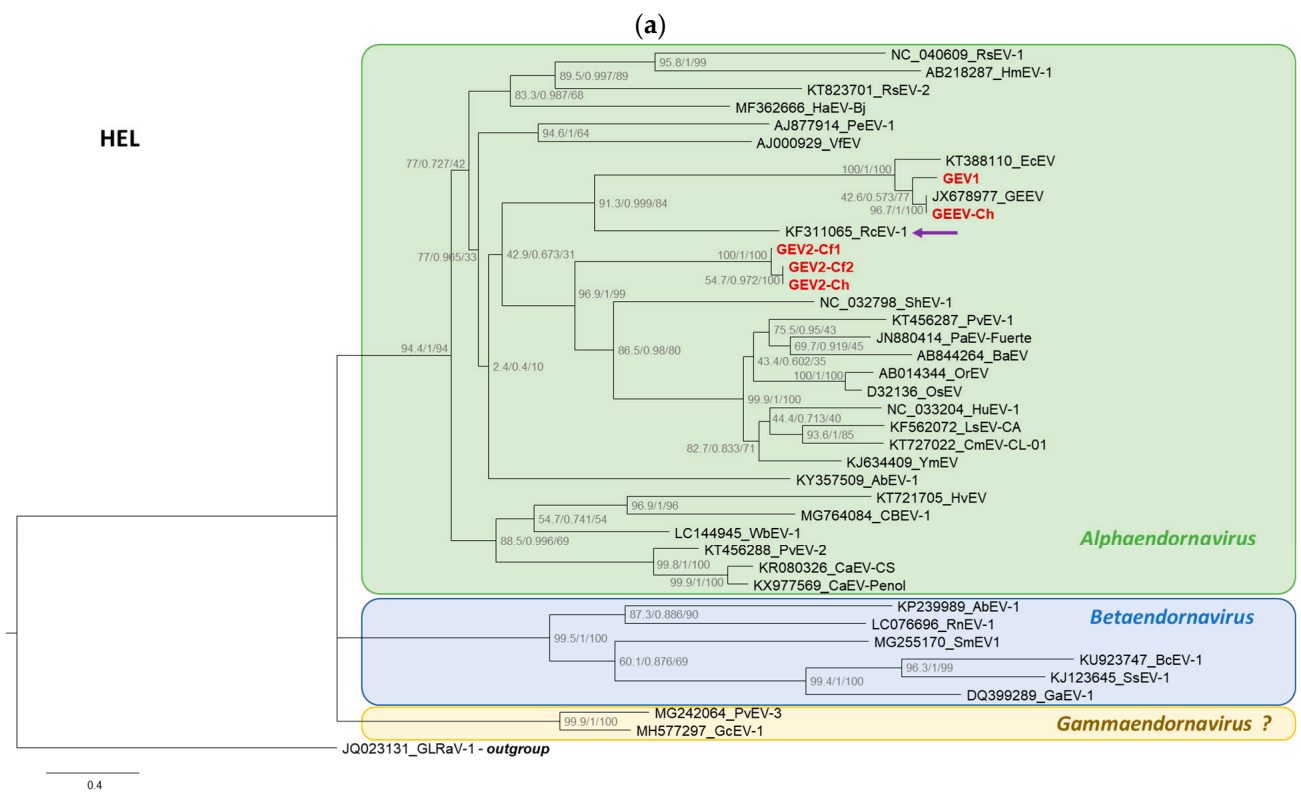 (a)
NC_040609_RsEV-1
95.8/1/99
AB218287_HmEV-1
89.5/0.997/89
KT823701_RsEV-2
83.3/0.987/68
MF362666_HaEV-Bj
AJ877914_PeEV-1
HEL
94.6/1/64
AJ000929_VfEV
KT388110_EcEV
77/0.727/42
100/1/100
GEV1
42.6/0.573/77
JX678977_GEEV
91.3/0.999/84
96.7/1/100
GEEV-Ch
KF311065_RcEV-1
GEV2-Cf1
77/0.965/33
42.9/0.673/31
100/1/100
GEV2-Cf2
54.7/0.972/100
GEV2-Ch
96.9/1/99
NC_032798_ShEV-1
KT456287_PvEV-1
75.5/0.95/43
JN880414_PaEV-Fuerte
94.4/1/94
86.5/0.98/80
69.7/0.919/45
AB844264_BaEV
43.4/0.602/35
2.4/0.4/10
100/1/100
AB014344_OrEV
D32136_OsEV
99.9/1/100
NC_033204_HuEV-1
44.4/0.713/40
KF562072_LsEV-CA
93.6/1/85
KT727022_CmEV-CL-01
82.7/0.833/71
KJ634409_YmEV
KY357509_AbEV-1
KT721705_HvEV
96.9/1/96
MG764084_CBEV-1
54.7/0.741/54
LC144945_WbEV-1
Alphaendornavirus
88.5/0.996/69
KT456288_PvEV-2
99.8/1/100
KR080326_CaEV-CS
99.9/1/100
KX977569_CaEV-Penol
KP239989_AbEV-1
87.3/0.886/90
Betaendornavirus
LC076696_RnEV-1
99.5/1/100
MG255170_SmEV1
60.1/0.876/69
KU923747_BcEV-1
96.3/1/99
KJ123645_SsEV-1
99.4/1/100
DQ399289_GaEV-1
MG242064_PvEV-3
99.9/1/100
Gammaendornavirus ?
MH577297_GcEV-1
JQ023131_GLRaV-1 - outgroup
0.4